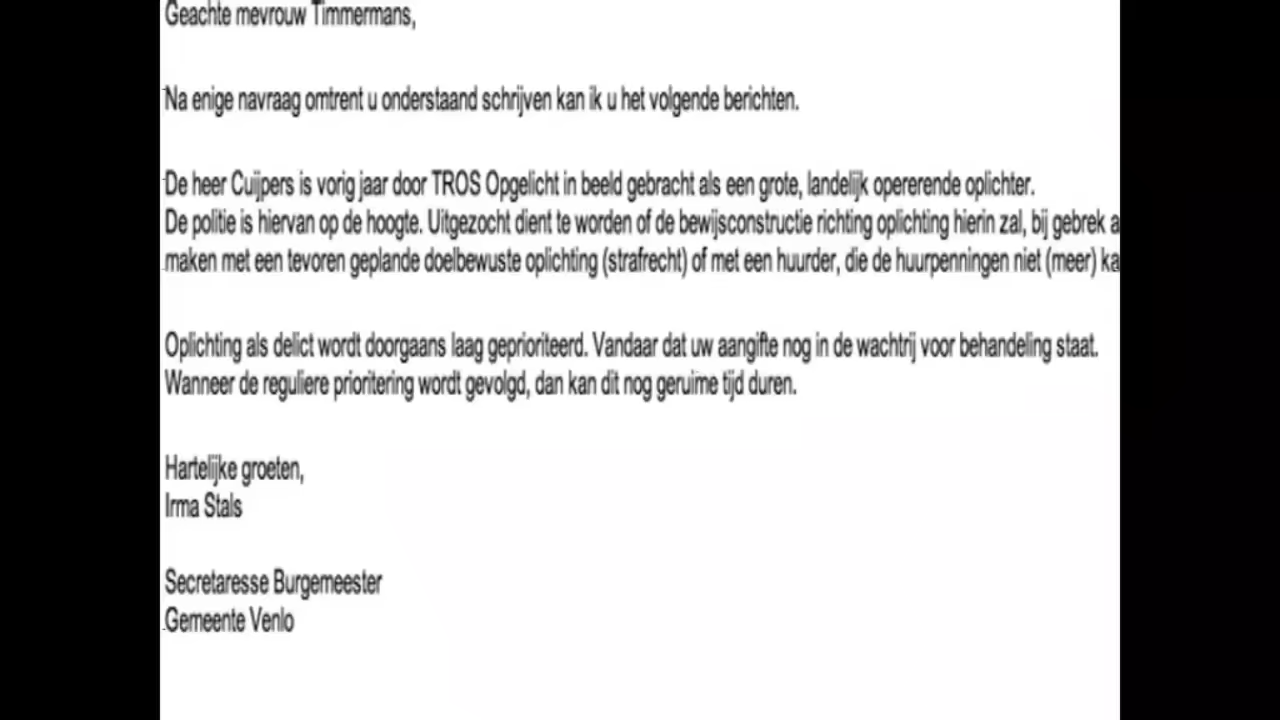 Geachte mevrouw Timmermans,
Na enige navraag omtrent u onderstaand schrijven kan ik u het volgende berichten.
De heer Cuijpers is vorig jaar door TROS Opgelicht in beeld gebracht als een grote, landelijk opererende oplichter.
De politie is hiervan op de hoogte. Uitgezocht dient te worden of de bewijsconstructie richting oplichting hierin zal, bij gebrek a
maken met een tevoren geplande doelbewuste oplichting (strafrecht) of met een huurder, die de huurpenningen niet (meer) ka
Oplichting als delict wordt doorgaans laag geprioriteerd. Vandaar dat uw aangifte nog in de wachtrij voor behandeling staat.
Wanneer de reguliere prioritering wordt gevolgd, dan kan dit nog geruime tijd duren.
Hartelijke groeten,
Irma Stals
Secretaresse Burgemeester
Gemeente Venlo